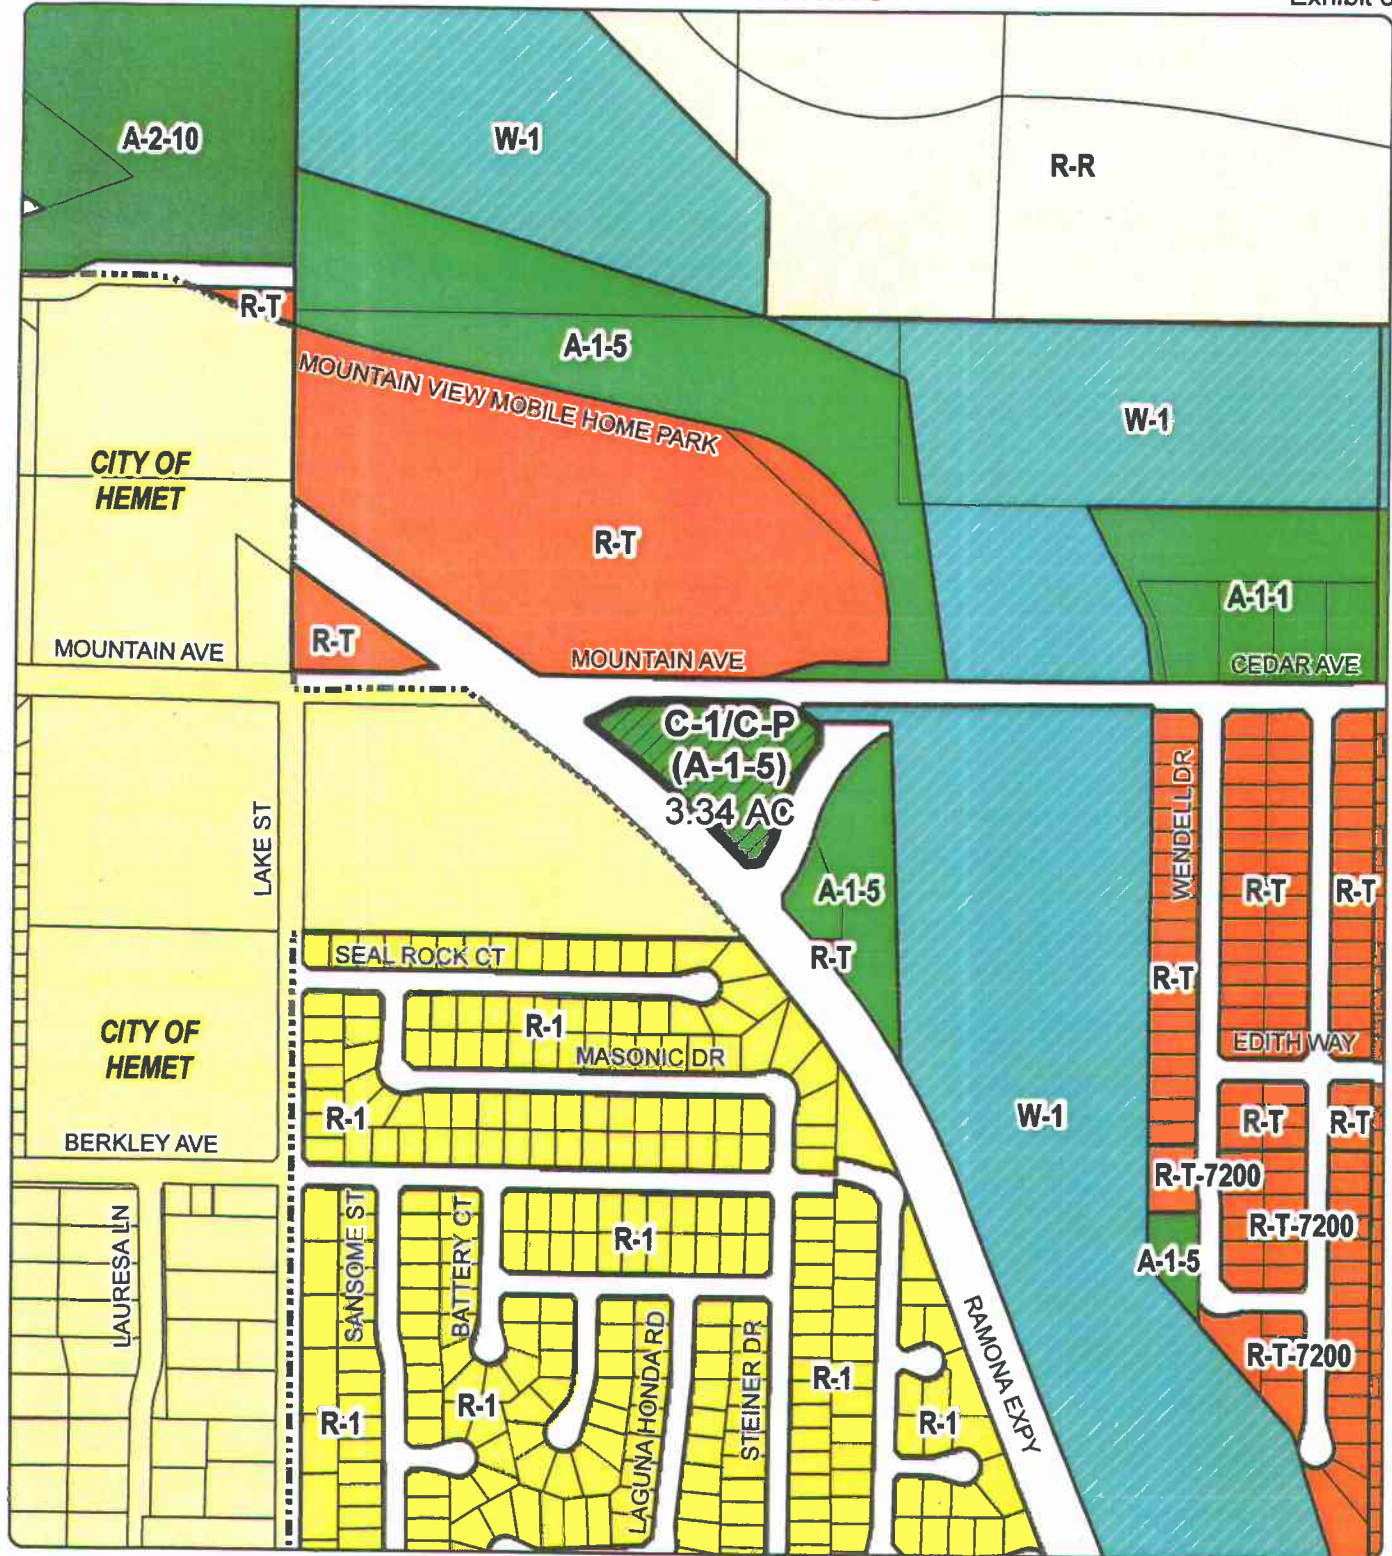 A-2-10
W-1
R-R
R-T
A-1-5
MOUNTAIN VIEW MOBILE HOME PARK
W-1
CITY OF
HEMET
R-T
A-1-1
R-T
MOUNTAIN AVE
MOUNTAIN AVE
CEDAR AVE
C-1/C-P
(A-1-5)
3.34 AC
WENDELL DR
LAKE ST
A-1-5
R-T
R-T
R-T
SEAL ROCK CT
R-T
R-1
CITY OF
HEMET
MASONIC DR
EDITH WAY
R-1
W-1
R-T
R-T
BERKLEY AVE
R-T-7200
LAURESA LN
SANSOME ST
BATTERY CT
R-1
R-T-7200
A-1-5
LAGUNA HONDA RD
STEINER DR
RAMONA EXPY
R-T-7200
R-1
R-1
R-1
R-1